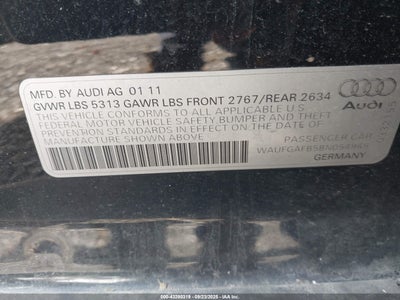 MFD. BY AUDI AG 01 11
GVWR LBS 5313 GAWR LBS FRONT 2767/REAR 2634
THIS VEHICLE CONFORMS TO ALL APPLICABLE
FEDERAL MOTOR VEHICLE SAFETY, BUMPER AND THEFT
PREVENTION STANDARDS IN EFFECT ON THE DATE OF
MANUFACTURE SHOWN ABOVE.
Audi
PASSENGER CAR
GERMANY